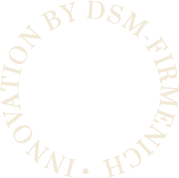 INNOVATION BY DSM-FIRMENICH •